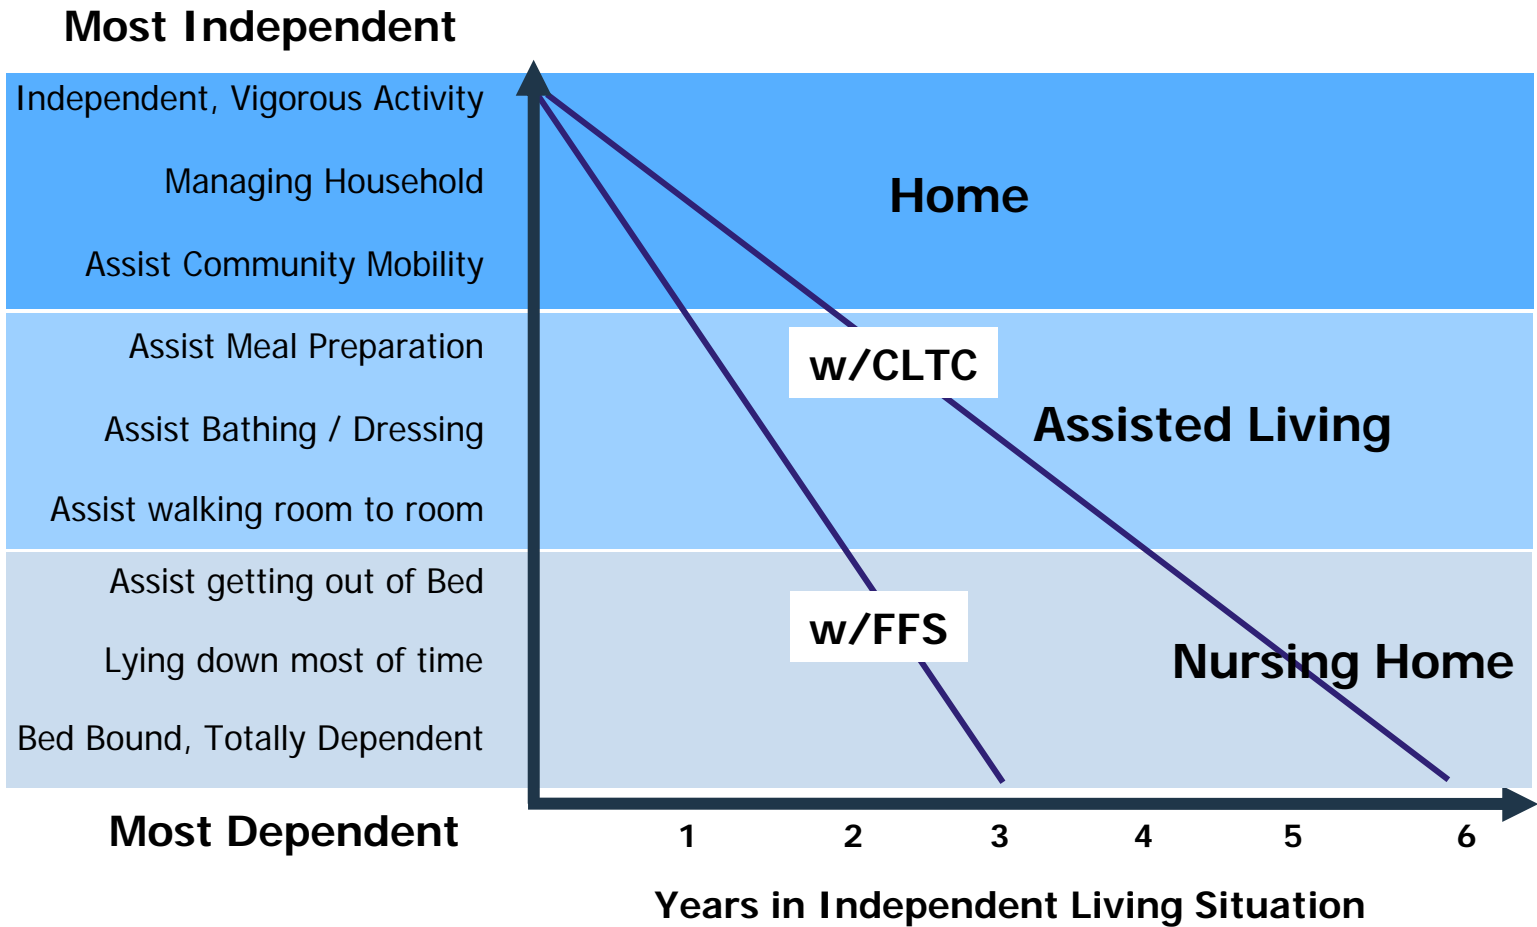 Most Independent
Independent, Vigorous Activity
Managing Household
Home
Assist Community Mobility
Assist Meal Preparation
w/CLTC
Assist Bathing / Dressing
Assisted Living
Assist walking room to room
Assist getting out of Bed
w/FFS
Lying down most of time
Nursing Home
Bed Bound, Totally Dependent
Most Dependent
1 2 3 4 5 6
Years in Independent Living Situation